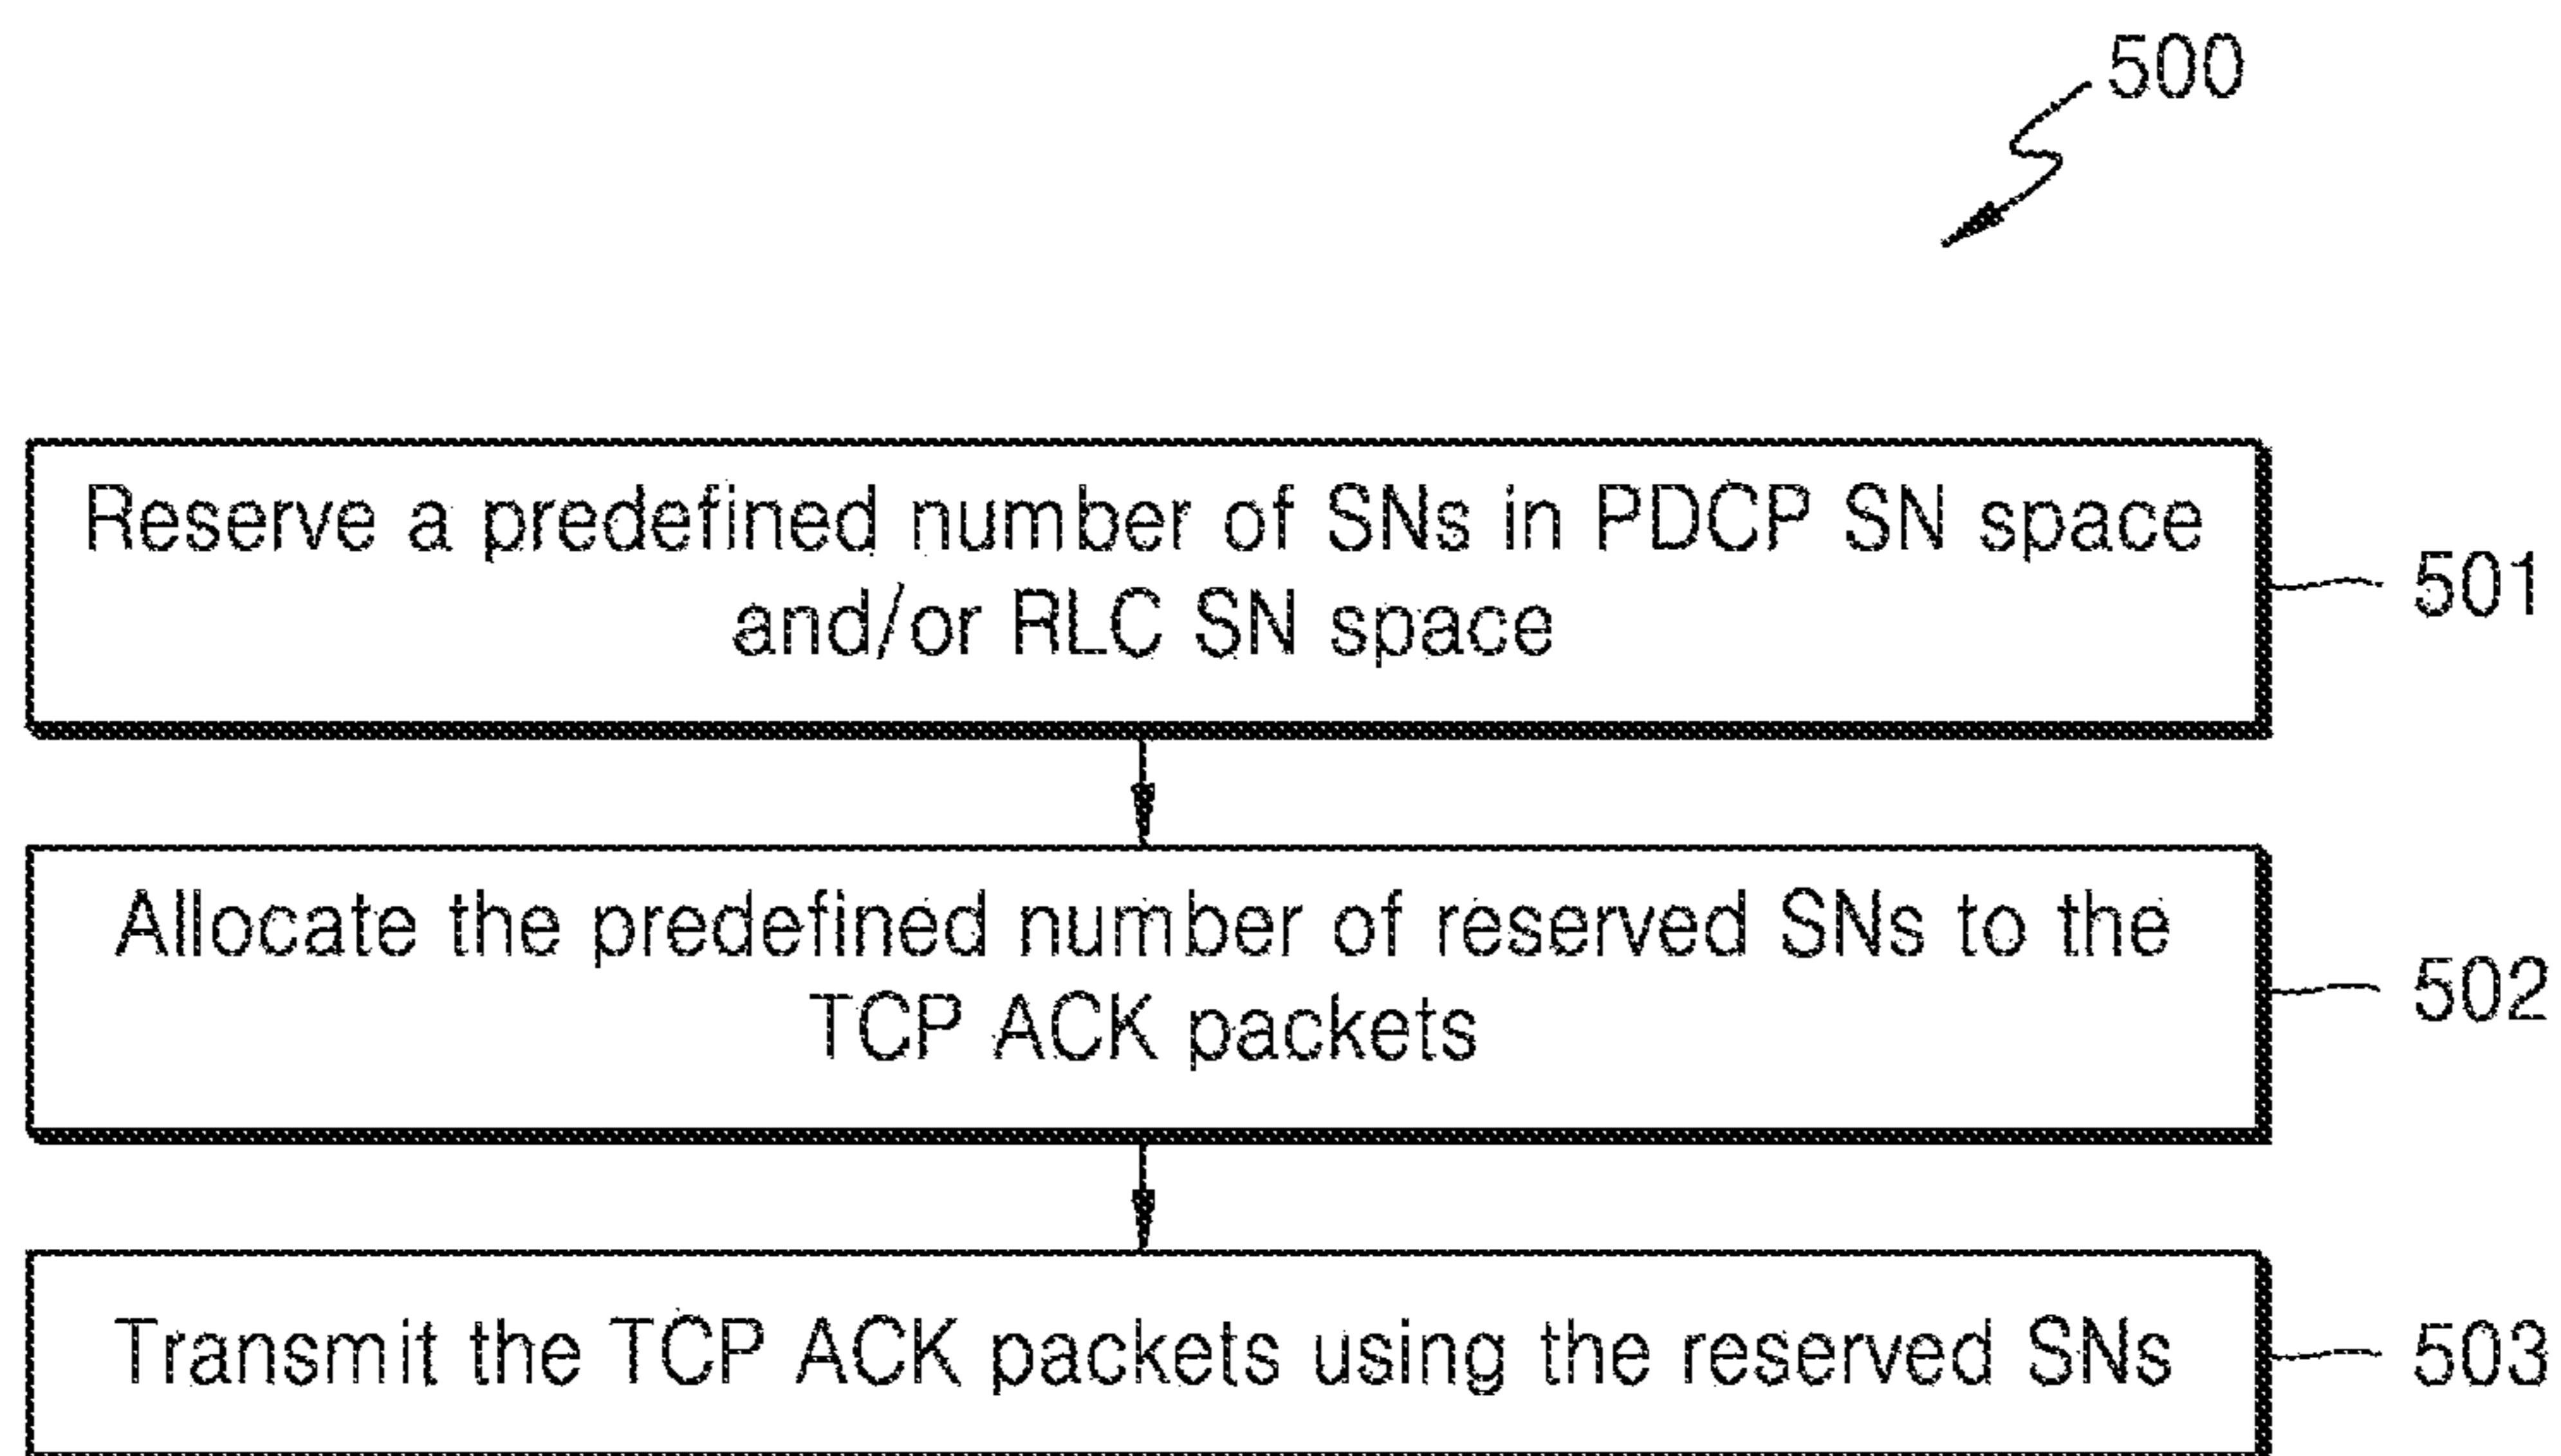 500
Reserve a predefined number of SNs in PDCP SN space
and/or RLC SN space
501
Allocate the predefined number of reserved SNs to the
TCP ACK packets
502
Transmit the TCP ACK packets using the reserved SNs
503